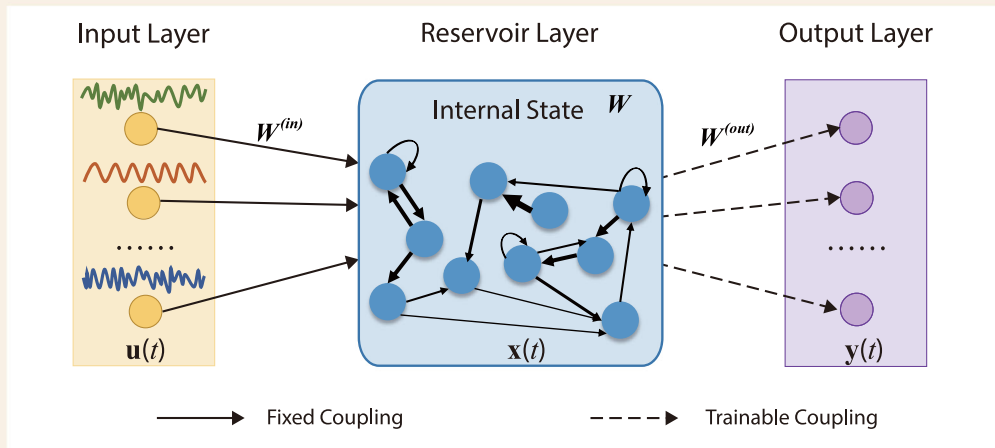 Input Layer
Reservoir Layer
Output Layer
Internal State W
W(in)
W(out)
......
......
u(t)
x(t)
y(t)
Fixed Coupling
Trainable Coupling